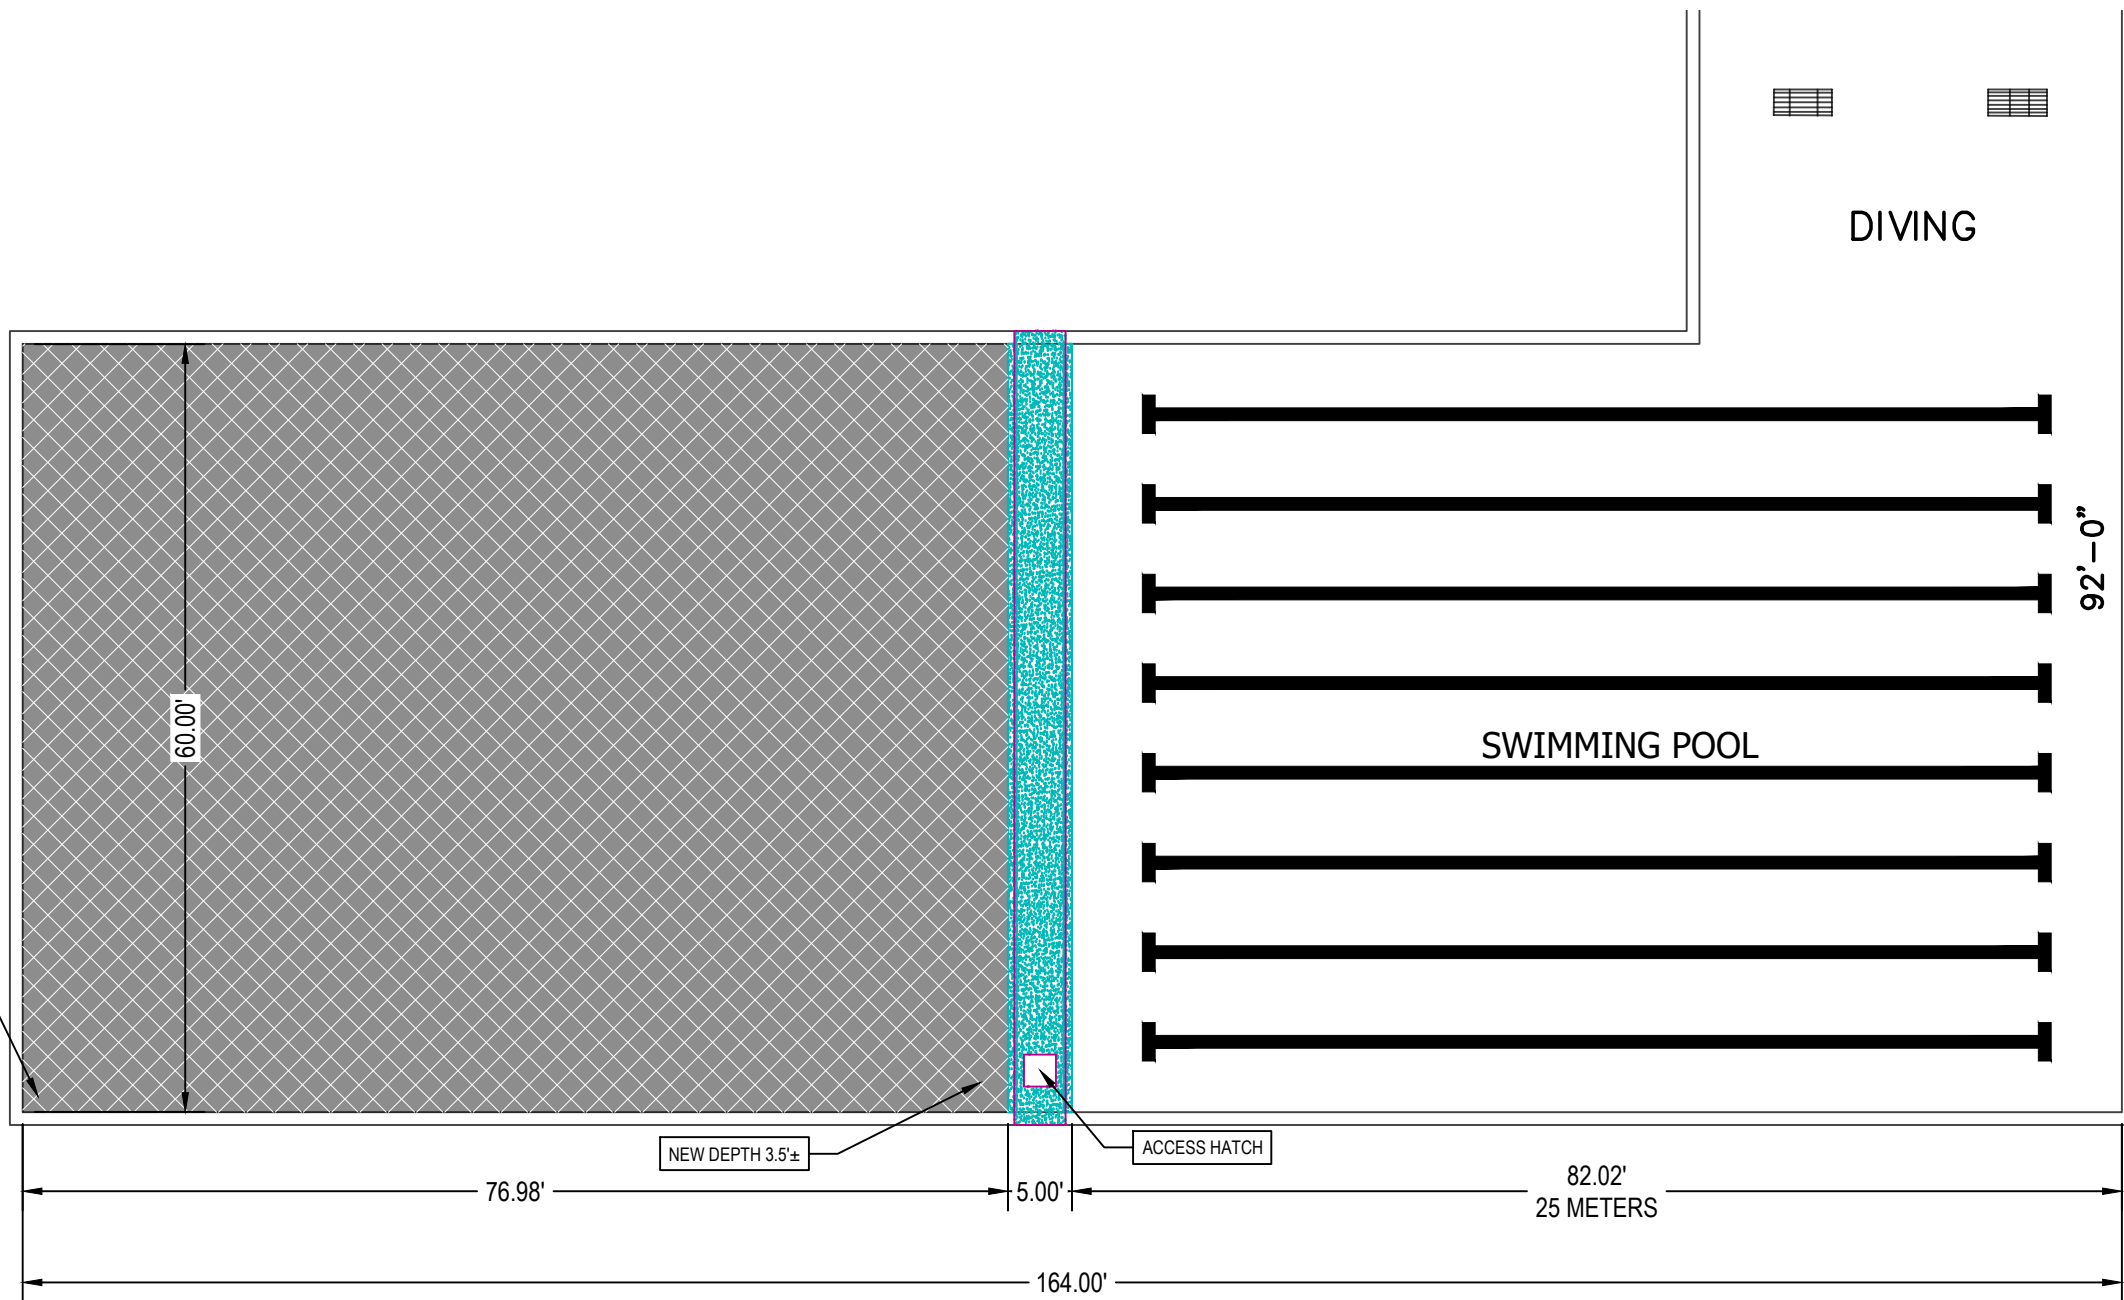 DIVING
92'-0"
60.00'
SWIMMING POOL
NEW DEPTH 3.5'±
ACCESS HATCH
76.98'
5.00'
82.02'
25 METERS
164.00'